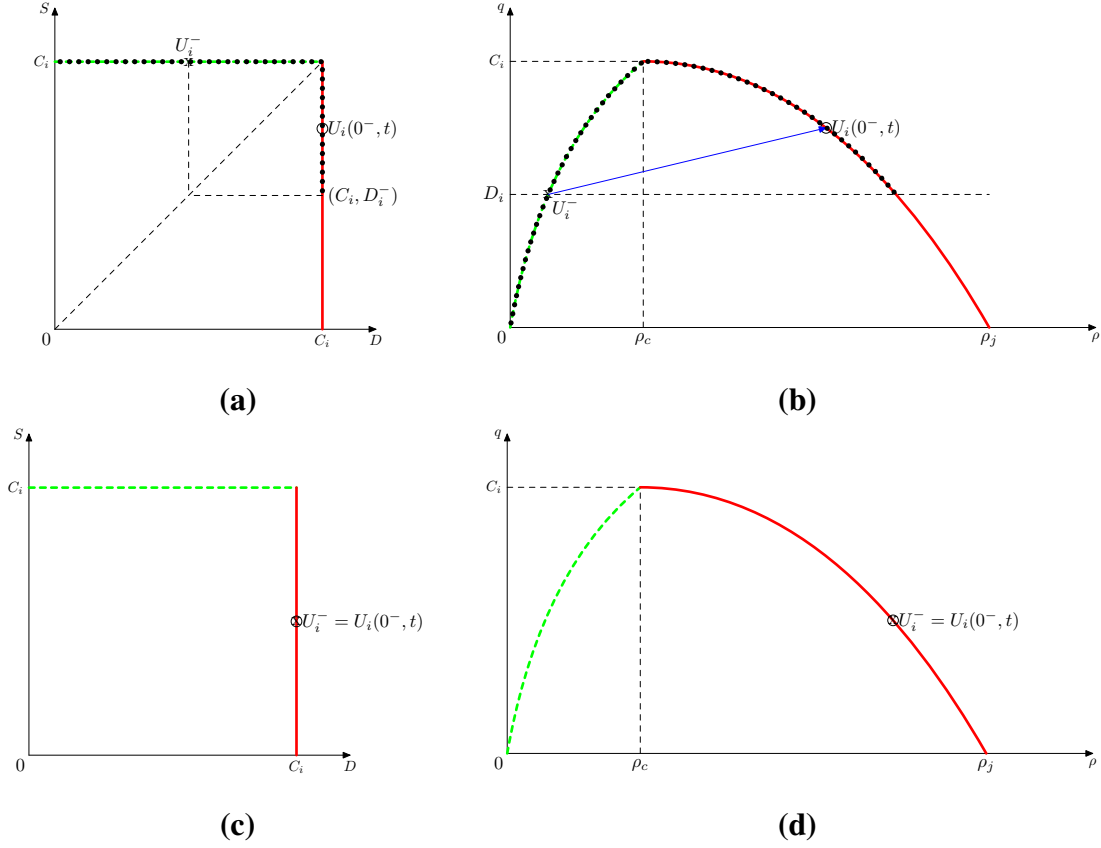 S
C_i
U_i^-
U_i(0^-, t)
(C_i, D_i^-)
0
C_i
D
(a)
q
C_i
U_i(0^-, t)
D_i
U_i^-
0
ρ_c
ρ_j
ρ
(b)
S
C_i
U_i^- = U_i(0^-, t)
0
C_i
D
(c)
q
C_i
U_i^- = U_i(0^-, t)
0
ρ_c
ρ_j
ρ
(d)